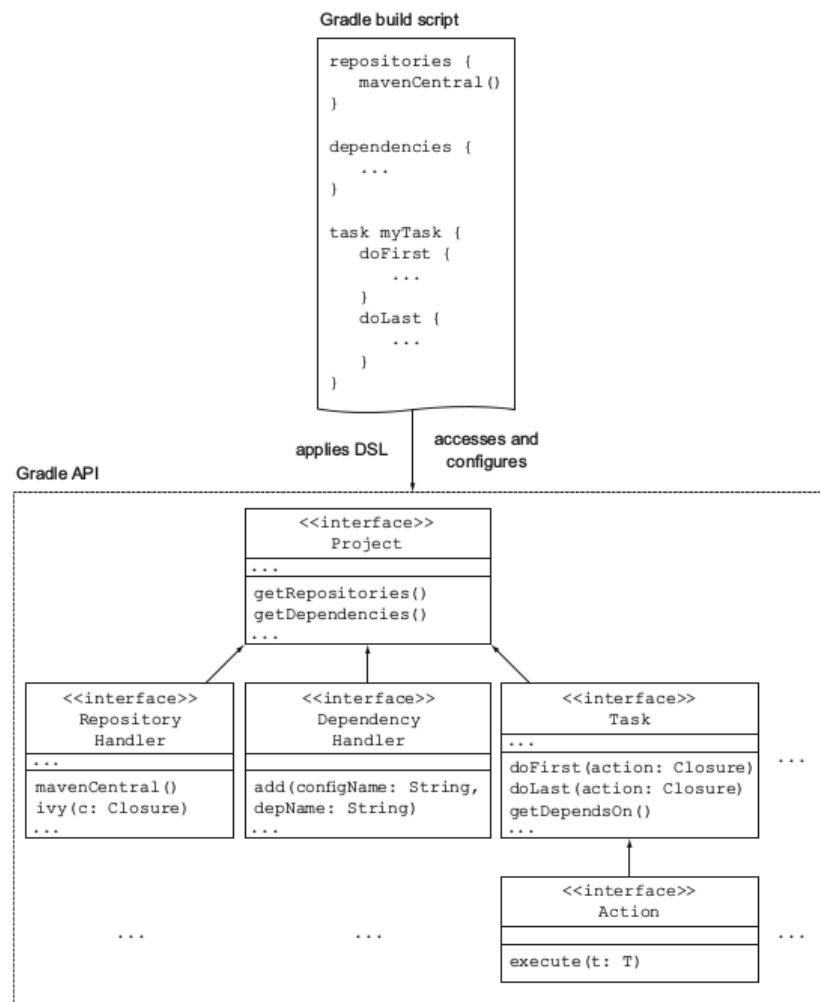 Gradle build script
repositories {
mavenCentral()
}
dependencies {
...
}
task myTask {
doFirst {
...
}
doLast {
...
}
}
applies DSL
accesses and
configures
Gradle API
<<interface>>
Project
...
getRepositories()
getDependencies()
...
<<interface>>
Repository
Handler
...
mavenCentral()
ivy(c: Closure)
...
<<interface>>
Dependency
Handler
add(configName: String,
depName: String)
...
<<interface>>
Task
...
doFirst(action: Closure)
doLast(action: Closure)
getDependsOn()
...
...
<<interface>>
Action
execute(t: T)
...
...
...